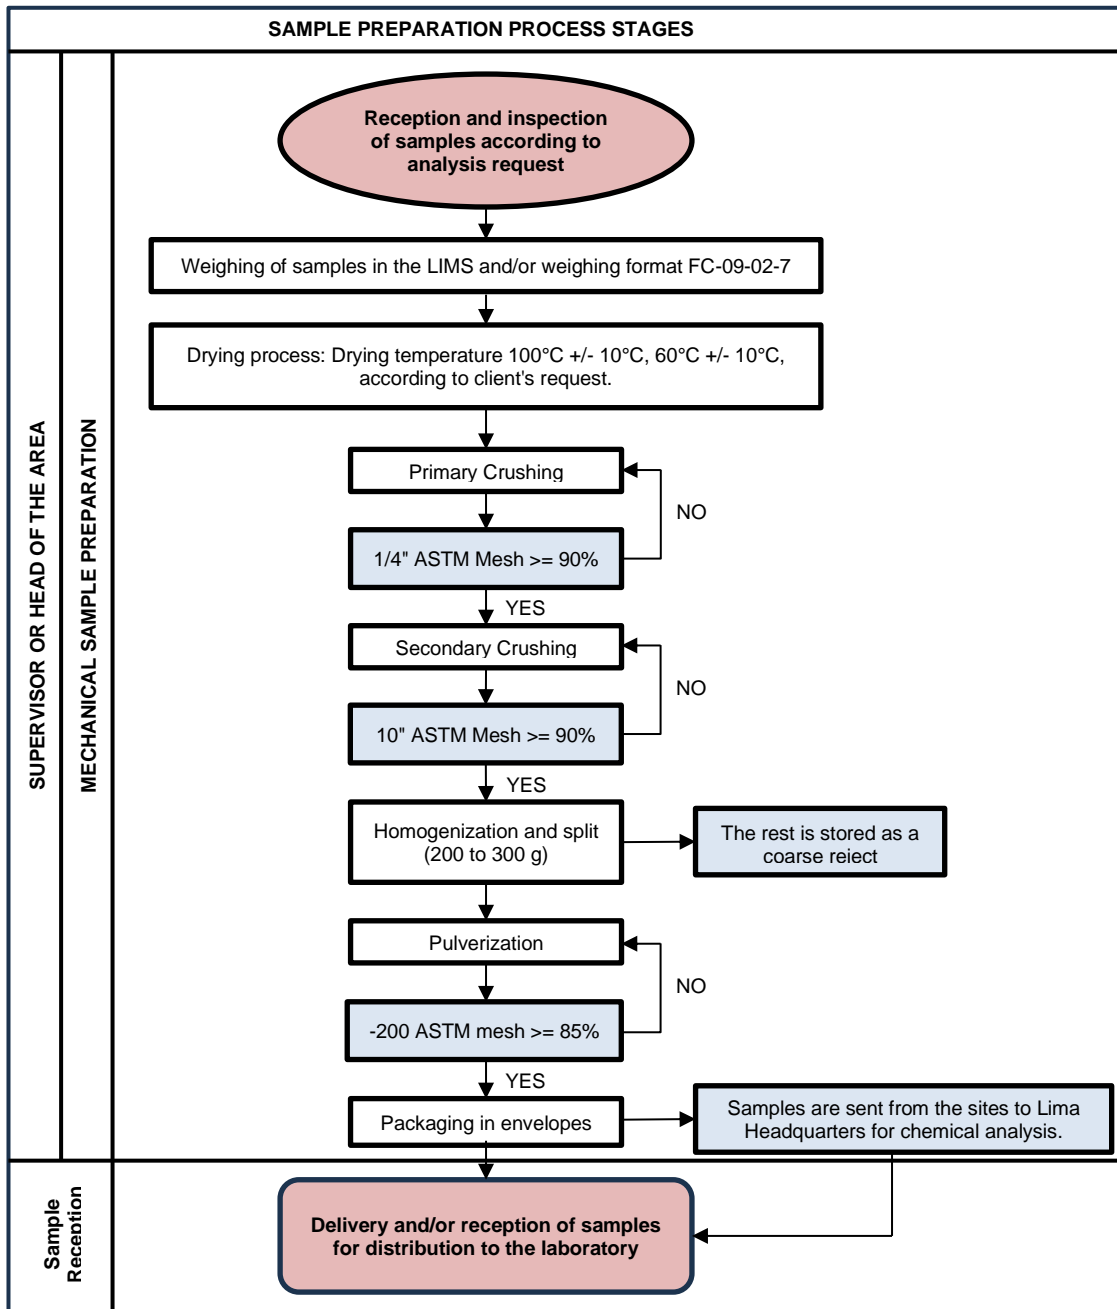 SAMPLE PREPARATION PROCESS STAGES
SUPERVISOR OR HEAD OF THE AREA
MECHANICAL SAMPLE PREPARATION
Reception and inspection
of samples according to
analysis request
Weighing of samples in the LIMS and/or weighing format FC-09-02-7
Drying process: Drying temperature 100°C +/- 10°C, 60°C +/- 10°C,
according to client's request.
Primary Crushing
NO
1/4" ASTM Mesh >= 90%
YES
Secondary Crushing
NO
10" ASTM Mesh >= 90%
YES
Homogenization and split
(200 to 300 g)
The rest is stored as a
coarse reject
Pulverization
NO
-200 ASTM mesh >= 85%
YES
Packaging in envelopes
Samples are sent from the sites to Lima
Headquarters for chemical analysis.
Sample
Reception
Delivery and/or reception of samples
for distribution to the laboratory